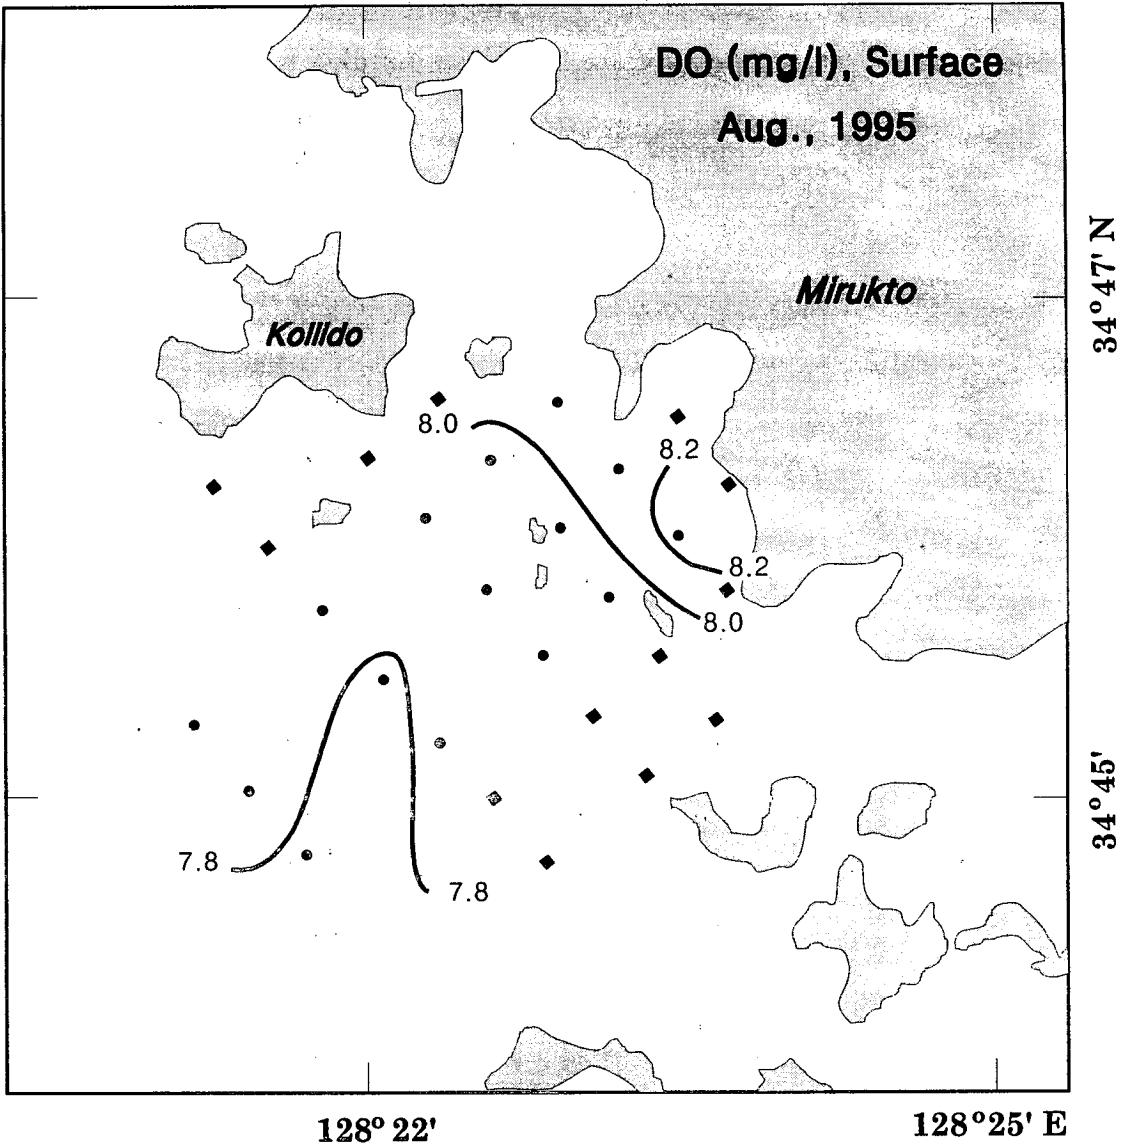 DO (mg/l), Surface
Aug., 1995
34°47' N
Mirukto
Kollido
8.0
8.2
8.2
8.0
34°45'
7.8
7.8
128° 22'
128°25' E